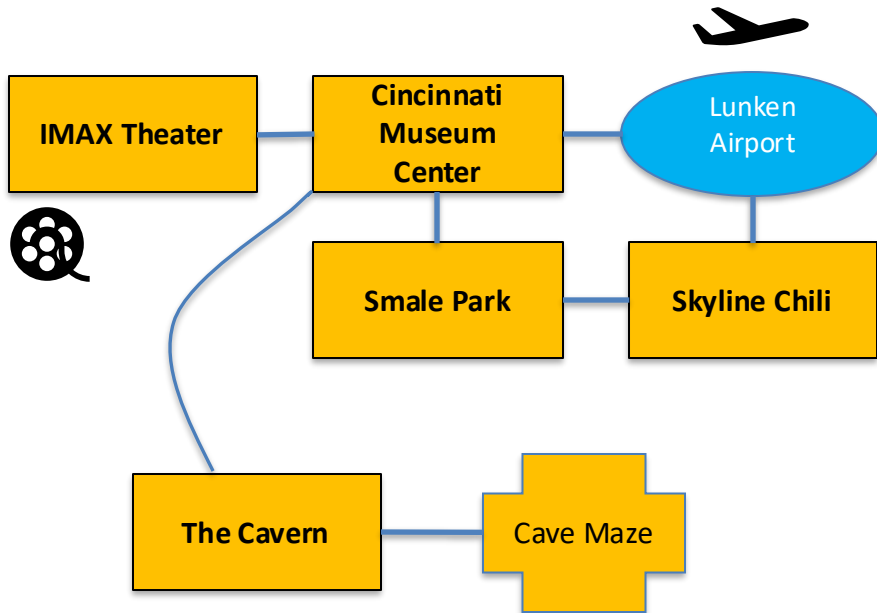 IMAX Theater
Cincinnati
Museum
Center
Lunken
Airport
Smale Park
Skyline Chili
The Cavern
Cave Maze